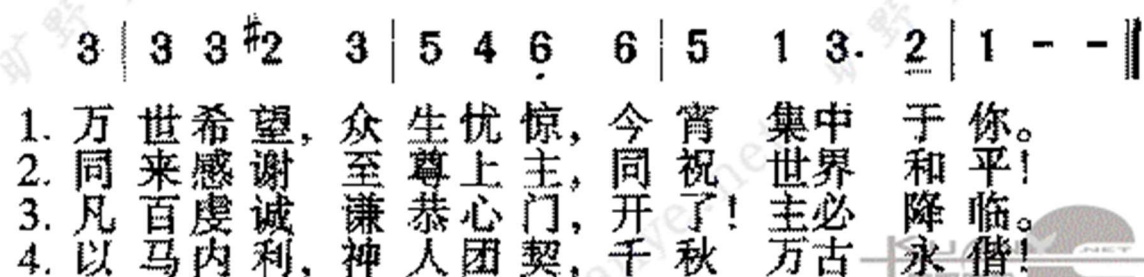 3 | 3 3 #2 3 | 5 4 6̣ 6 | 5 1 3. 2 | 1 - - ‖
1. 万世希望,众生忧惊,今宵集中于你。
2. 同来感谢至尊上主,同祝世界和平!
3. 凡百虔诚谦恭心门,开了!主必降临。
4. 以马内利,神人团契,千秋万古永偕!